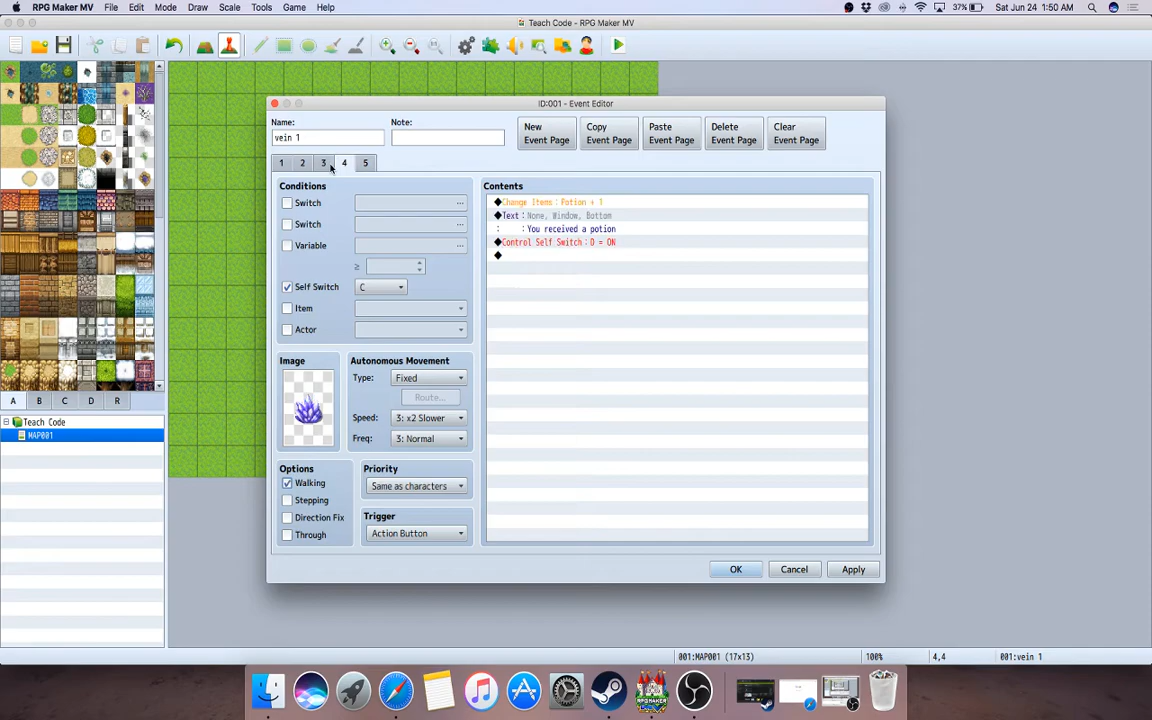 RPG Maker MV File Edit Mode Draw Scale Tools Game Help 37% Sun Jun 24 1:50 AM
Teach Code - RPG Maker MV
ID:001 - Event Editor
Name: Note:
vein 1
New Event Page
Copy Event Page
Paste Event Page
Delete Event Page
Clear Event Page
1 2 3 4 5
Conditions
Switch ...
Switch ...
Variable ...
≥
Self Switch C
Item
Actor
Image
Autonomous Movement
Type: Fixed
Route...
Speed: 3: x2 Slower
Freq: 3: Normal
Options
Walking
Stepping
Direction Fix
Through
Priority
Same as characters
Trigger
Action Button
Contents
◆Change Items : Potion + 1
◆Text : None, Window, Bottom
: : You received a potion
◆Control Self Switch : D = ON
◆
OK Cancel Apply
A B C D R
Teach Code
MAP001
001:MAP001 (17x13) 100% 4,4 001:vein 1
RPG MAKER